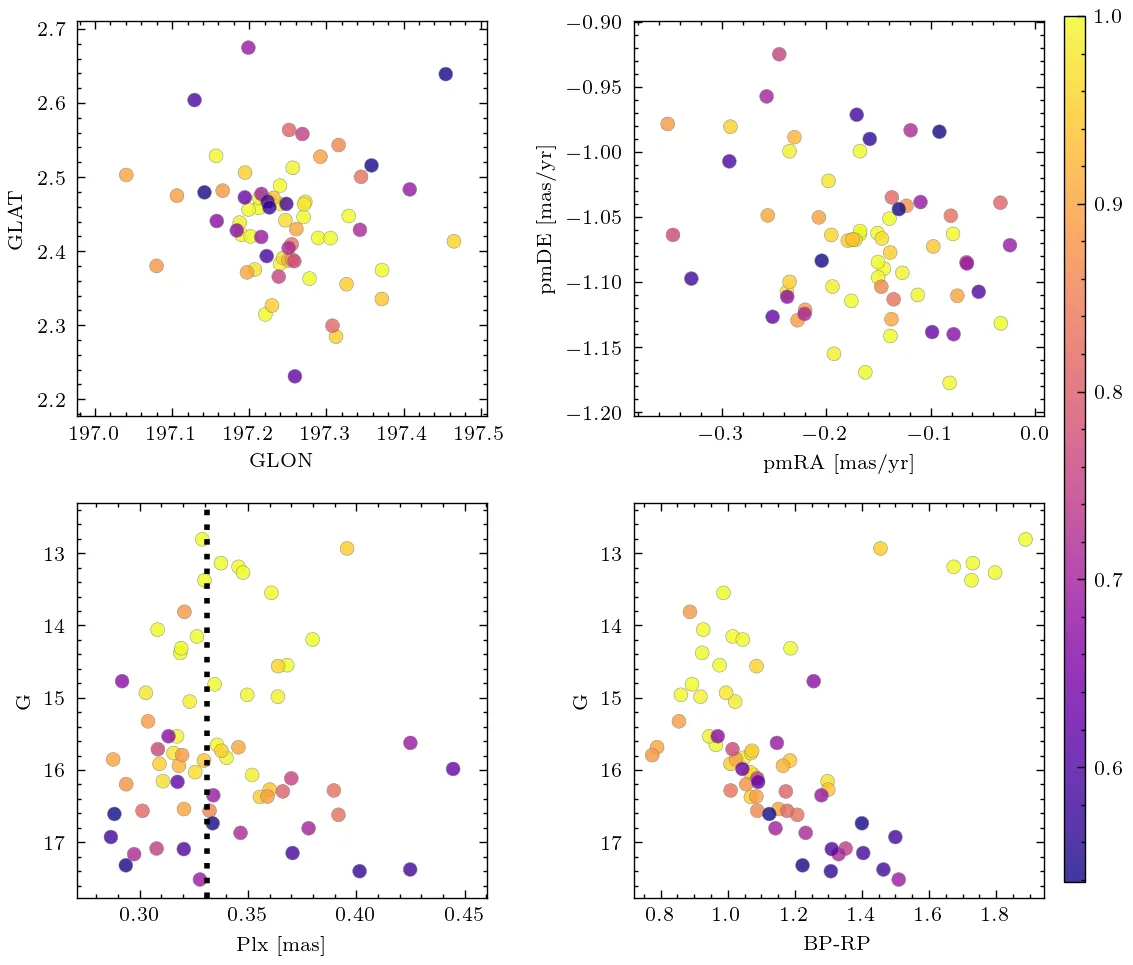 2.7
2.6
2.5
2.4
2.3
2.2
GLAT
197.0 197.1 197.2 197.3 197.4 197.5
GLON
−0.90
−0.95
−1.00
−1.05
−1.10
−1.15
−1.20
pmDE [mas/yr]
−0.3 −0.2 −0.1 0.0
pmRA [mas/yr]
13
14
15
16
17
G
0.30 0.35 0.40 0.45
Plx [mas]
13
14
15
16
17
G
0.8 1.0 1.2 1.4 1.6 1.8
BP-RP
1.0
0.9
0.8
0.7
0.6